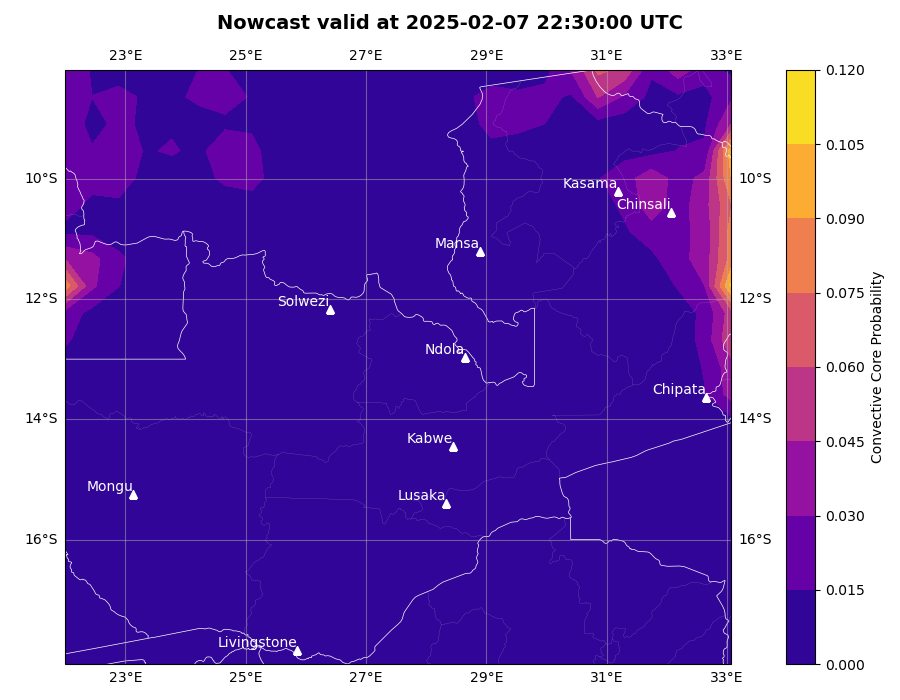 Nowcast valid at 2025-02-07 22:30:00 UTC
23°E 25°E 27°E 29°E 31°E 33°E
0.120
0.105
10°S 10°S
Kasama
Chinsali
0.090
Mansa
12°S 12°S
0.075
Solwezi
Ndola
0.060
Chipata
14°S 14°S
Kabwe
0.045
Mongu
Lusaka
0.030
16°S 16°S
0.015
Livingstone
0.000
23°E 25°E 27°E 29°E 31°E 33°E
Convective Core Probability